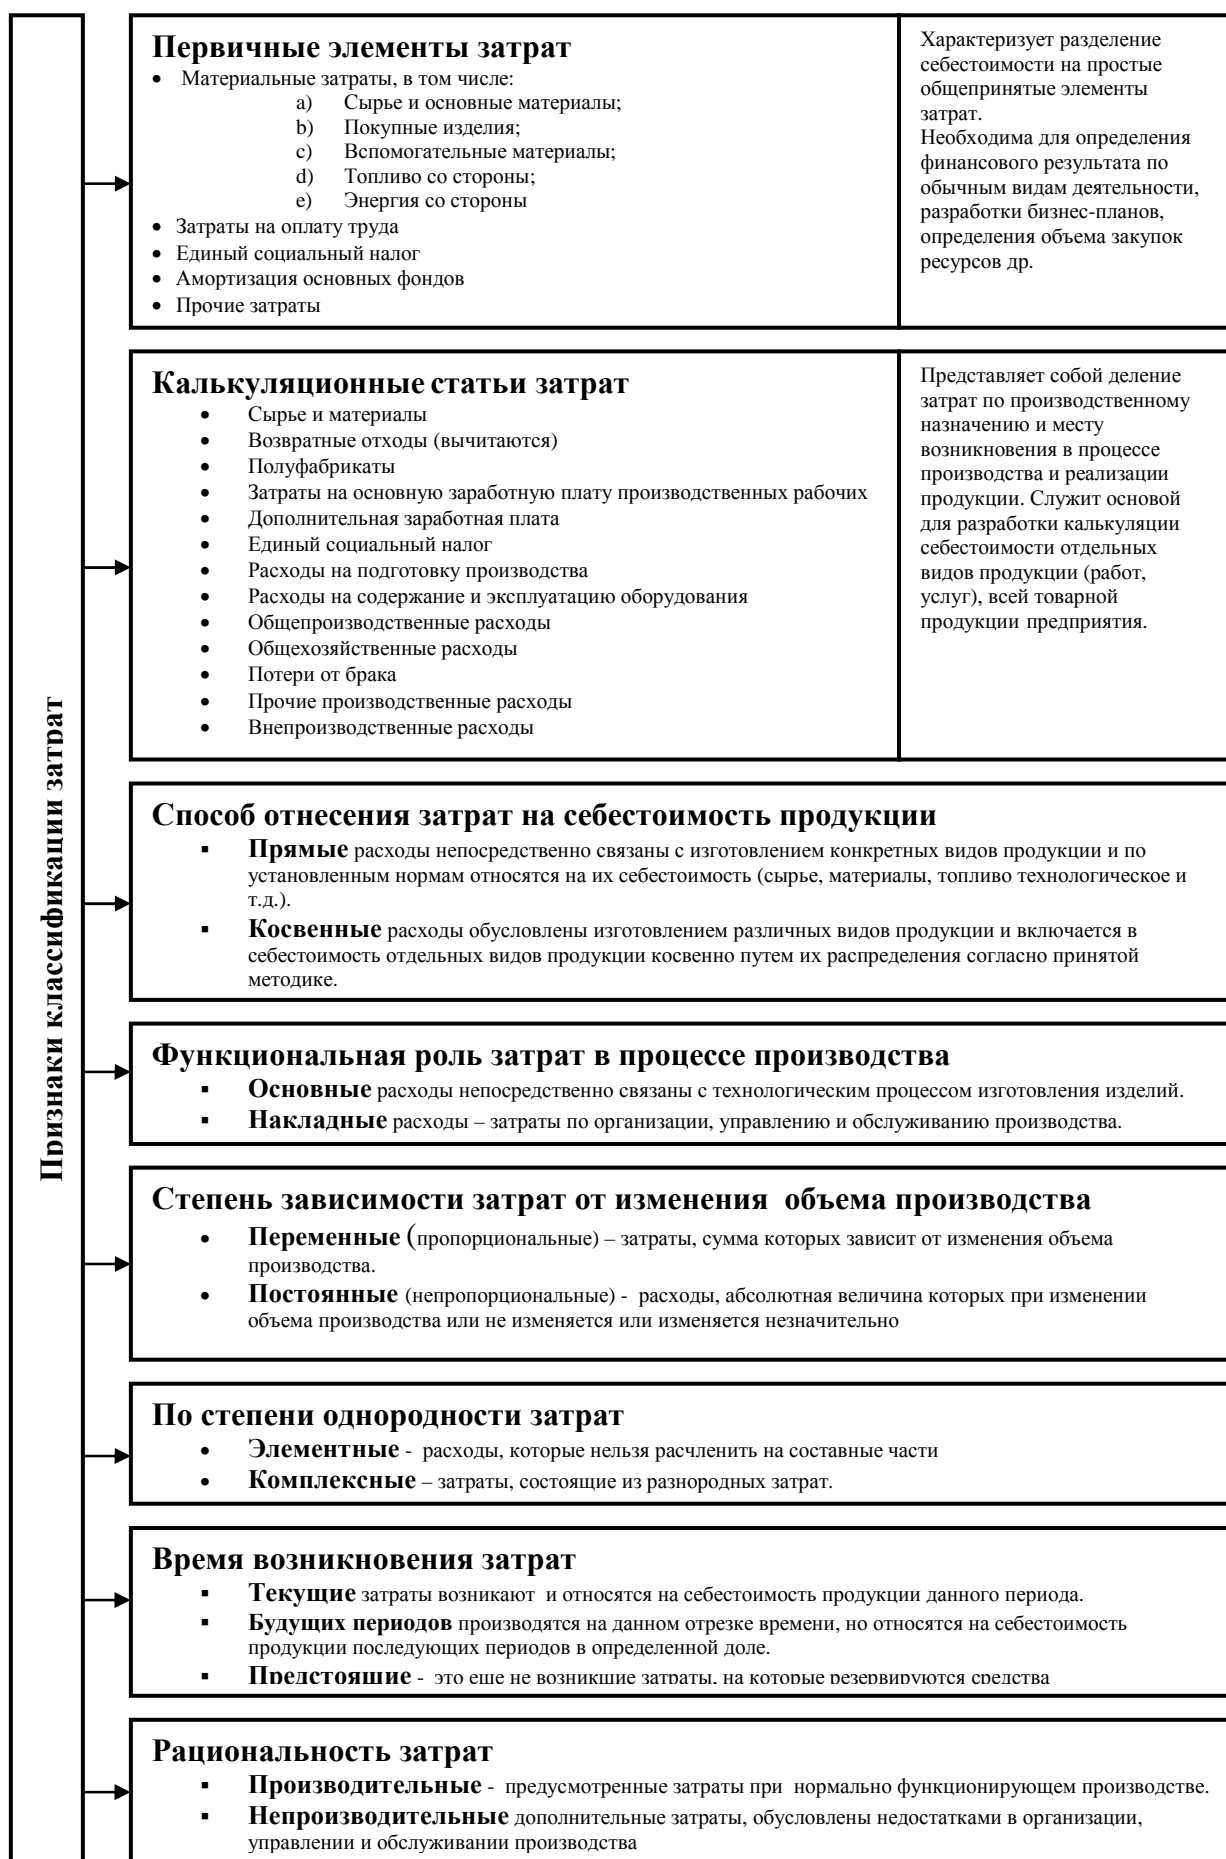 Признаки классификации затрат
Первичные элементы затрат
• Материальные затраты, в том числе:
a) Сырье и основные материалы;
b) Покупные изделия;
c) Вспомогательные материалы;
d) Топливо со стороны;
e) Энергия со стороны
• Затраты на оплату труда
• Единый социальный налог
• Амортизация основных фондов
• Прочие затраты
Характеризует разделение
себестоимости на простые
общепринятые элементы
затрат.
Необходима для определения
финансового результата по
обычным видам деятельности,
разработки бизнес-планов,
определения объема закупок
ресурсов др.
Калькуляционные статьи затрат
• Сырье и материалы
• Возвратные отходы (вычитаются)
• Полуфабрикаты
• Затраты на основную заработную плату производственных рабочих
• Дополнительная заработная плата
• Единый социальный налог
• Расходы на подготовку производства
• Расходы на содержание и эксплуатацию оборудования
• Общепроизводственные расходы
• Общехозяйственные расходы
• Потери от брака
• Прочие производственные расходы
• Внепроизводственные расходы
Представляет собой деление
затрат по производственному
назначению и месту
возникновения в процессе
производства и реализации
продукции. Служит основой
для разработки калькуляции
себестоимости отдельных
видов продукции (работ,
услуг), всей товарной
продукции предприятия.
Способ отнесения затрат на себестоимость продукции
▪ Прямые расходы непосредственно связаны с изготовлением конкретных видов продукции и по
установленным нормам относятся на их себестоимость (сырье, материалы, топливо технологическое и
т.д.).
▪ Косвенные расходы обусловлены изготовлением различных видов продукции и включается в
себестоимость отдельных видов продукции косвенно путем их распределения согласно принятой
методике.
Функциональная роль затрат в процессе производства
▪ Основные расходы непосредственно связаны с технологическим процессом изготовления изделий.
▪ Накладные расходы – затраты по организации, управлению и обслуживанию производства.
Степень зависимости затрат от изменения объема производства
• Переменные (пропорциональные) – затраты, сумма которых зависит от изменения объема
производства.
• Постоянные (непропорциональные) - расходы, абсолютная величина которых при изменении
объема производства или не изменяется или изменяется незначительно
По степени однородности затрат
• Элементные - расходы, которые нельзя расчленить на составные части
• Комплексные – затраты, состоящие из разнородных затрат.
Время возникновения затрат
▪ Текущие затраты возникают и относятся на себестоимость продукции данного периода.
▪ Будущих периодов производятся на данном отрезке времени, но относятся на себестоимость
продукции последующих периодов в определенной доле.
▪ Предстоящие - это еще не возникшие затраты, на которые резервируются средства
Рациональность затрат
▪ Производительные - предусмотренные затраты при нормально функционирующем производстве.
▪ Непроизводительные дополнительные затраты, обусловлены недостатками в организации,
управлении и обслуживании производства